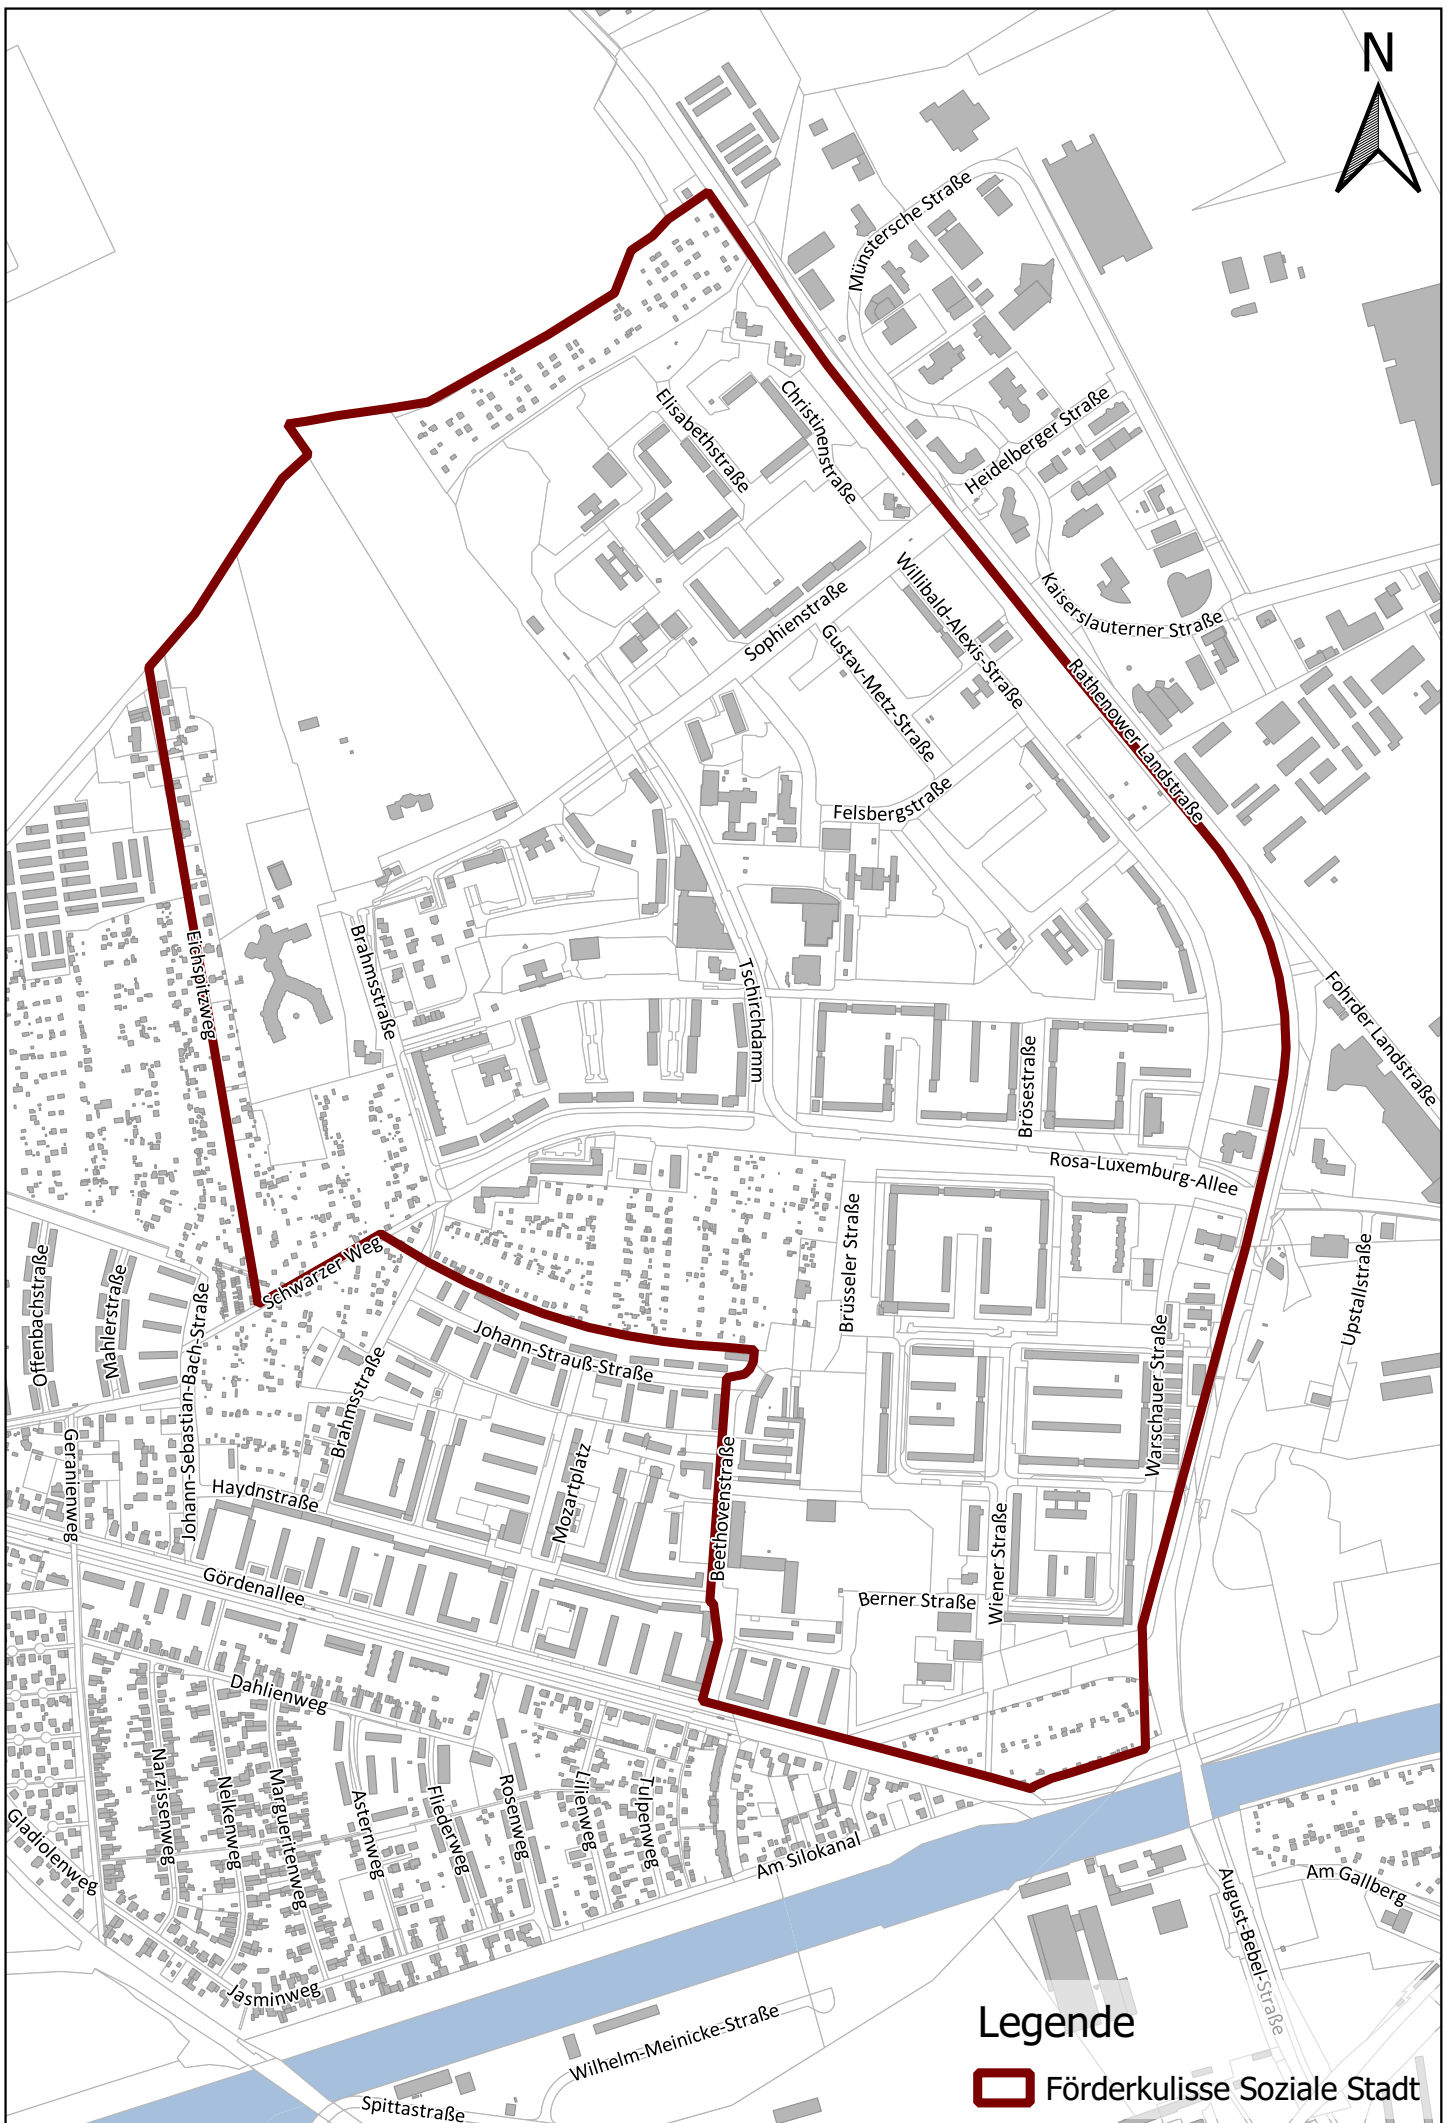 N
Münstersche Straße
Elisabethstraße
Christinenstraße
Heidelberger Straße
Sophienstraße
Willibald-Alexis-Straße
Kaiserslauterner Straße
Gustav-Metz-Straße
Rathenower Landstraße
Felsbergstraße
Eichspitzweg
Brahmsstraße
Tschirchdamm
Fohrder Landstraße
Brösestraße
Rosa-Luxemburg-Allee
Offenbachstraße
Mahlerstraße
Johann-Sebastian-Bach-Straße
Schwarzer Weg
Brüsseler Straße
Upstallstraße
Johann-Strauß-Straße
Warschauer Straße
Brahmsstraße
Geranienweg
Haydnstraße
Mozartplatz
Beethovenstraße
Wiener Straße
Gördenallee
Berner Straße
Dahlienweg
Narzissenweg
Nelkenweg
Margueritenweg
Asternweg
Fliederweg
Rosenweg
Lilienweg
Tulpenweg
Gladiolenweg
Am Silokanal
Am Gallberg
August-Bebel-Straße
Jasminweg
Wilhelm-Meinicke-Straße
Spittastraße
Legende
Förderkulisse Soziale Stadt